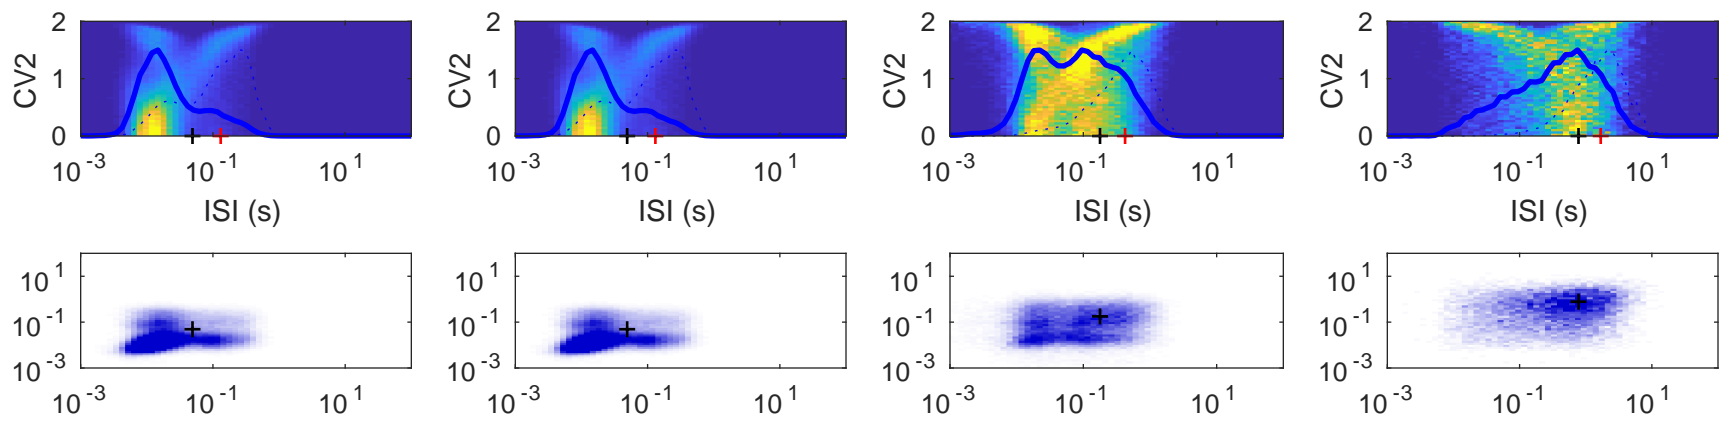 2 2 2 2
CV2 1 CV2 1 CV2 1 CV2 1
0 0 0 0
10^-3 10^-1 10^1 10^-3 10^-1 10^1 10^-3 10^-1 10^1 10^-3 10^-1 10^1
ISI (s) ISI (s) ISI (s) ISI (s)
10^1 10^1 10^1 10^1
10^-1 10^-1 10^-1 10^-1
10^-3 10^-3 10^-3 10^-3
10^-3 10^-1 10^1 10^-3 10^-1 10^1 10^-3 10^-1 10^1 10^-3 10^-1 10^1